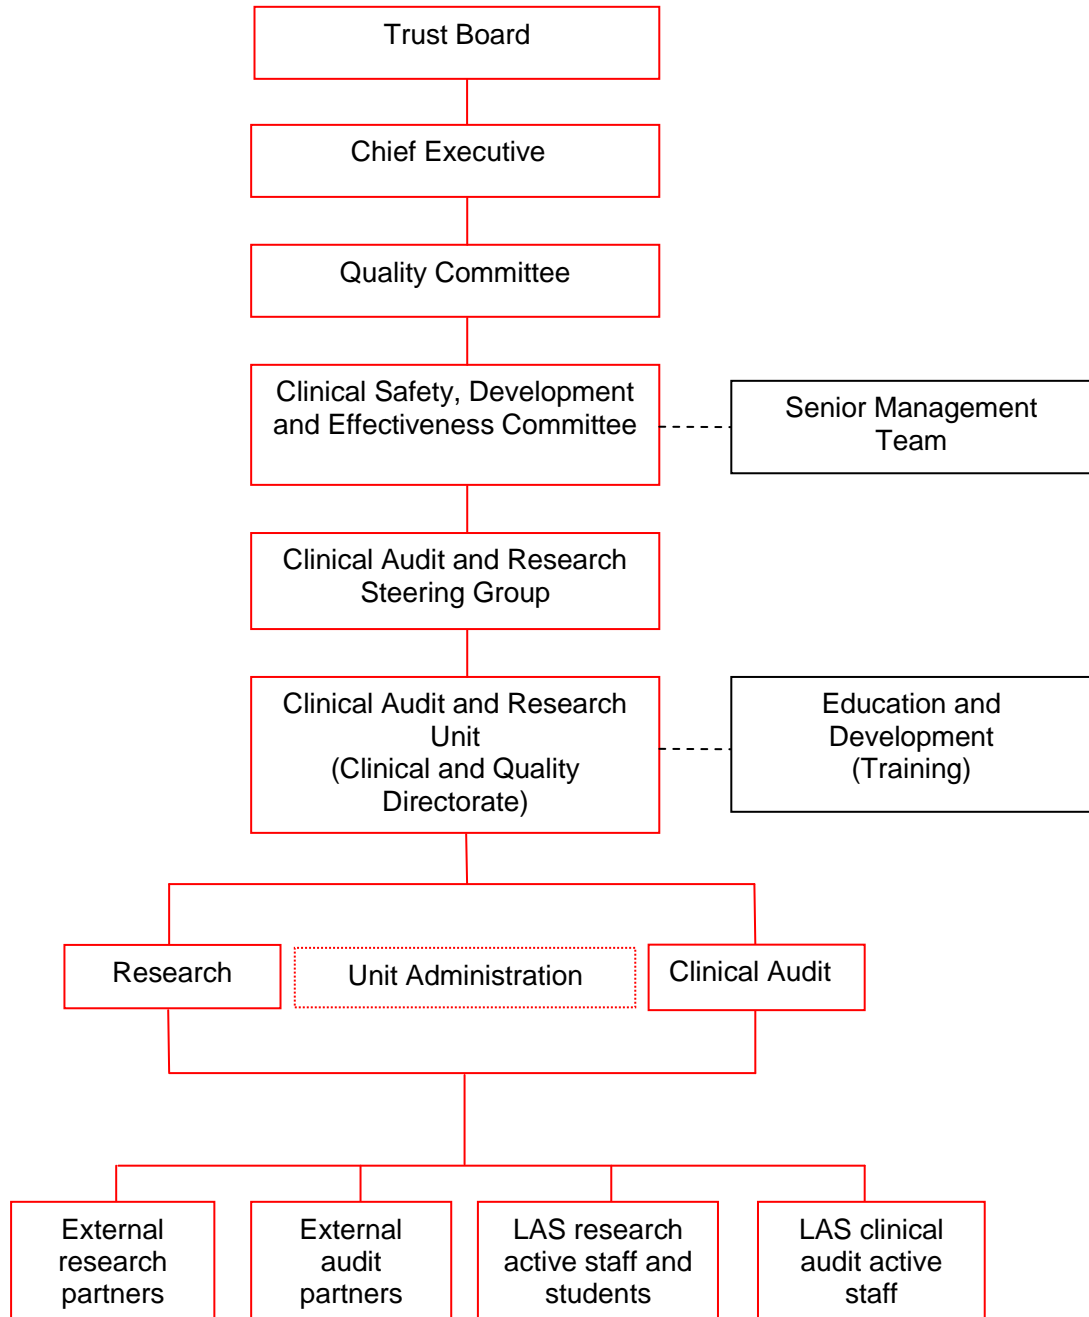 Trust Board
Chief Executive
Quality Committee
Clinical Safety, Development
and Effectiveness Committee
Senior Management
Team
Clinical Audit and Research
Steering Group
Clinical Audit and Research
Unit
(Clinical and Quality
Directorate)
Education and
Development
(Training)
Research
Unit Administration
Clinical Audit
External
research
partners
External
audit
partners
LAS research
active staff and
students
LAS clinical
audit active
staff